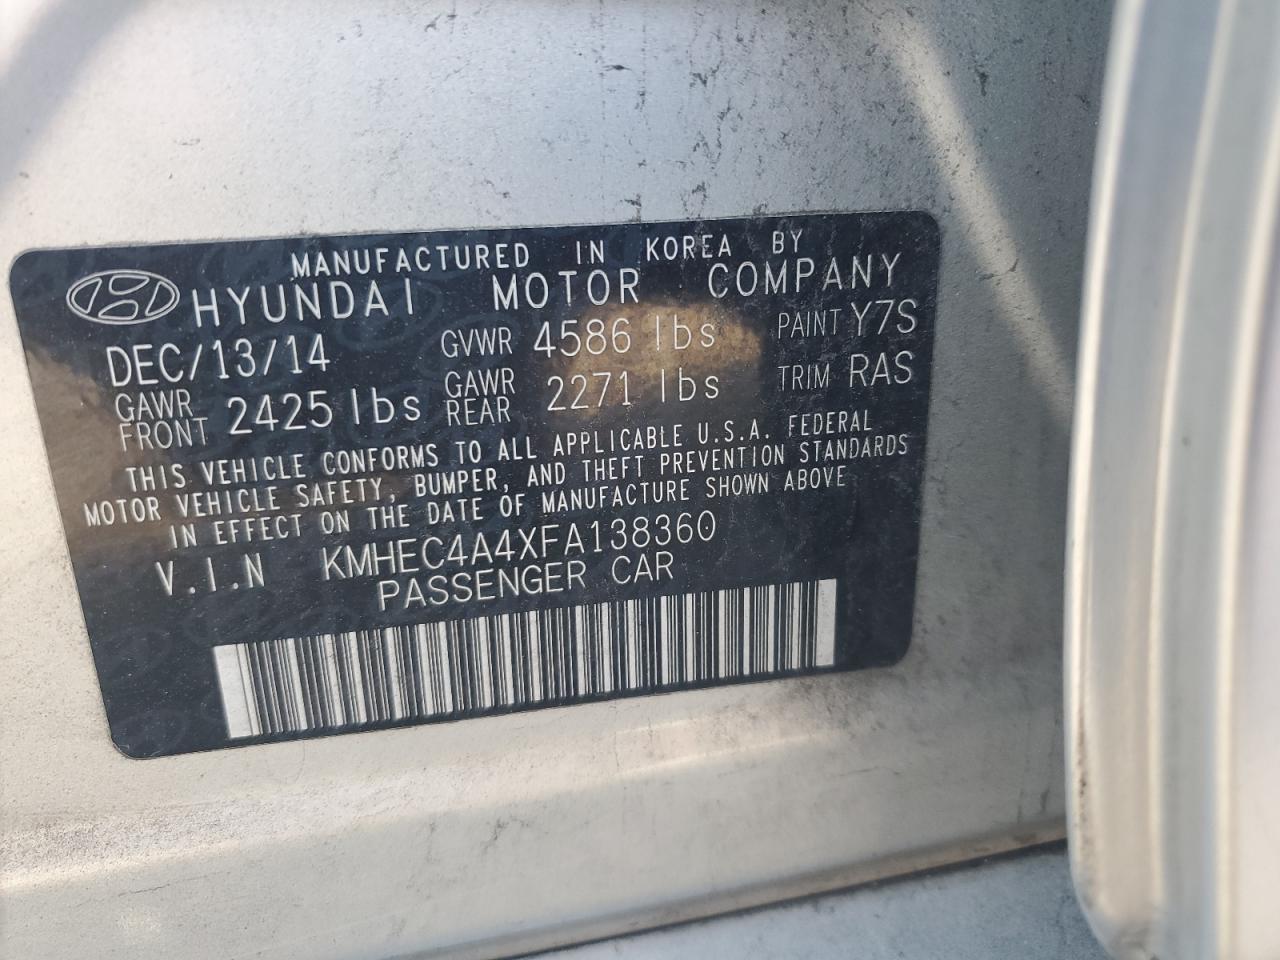 MANUFACTURED IN KOREA BY
HYUNDAI MOTOR COMPANY
DEC/13/14 GVWR 4586 lbs PAINT Y7S
GAWR FRONT 2425 lbs GAWR REAR 2271 lbs TRIM RAS
THIS VEHICLE CONFORMS TO ALL APPLICABLE U.S.A. FEDERAL
MOTOR VEHICLE SAFETY, BUMPER, AND THEFT PREVENTION STANDARDS
IN EFFECT ON THE DATE OF MANUFACTURE SHOWN ABOVE
V.I.N KMHEC4A4XFA138360
PASSENGER CAR